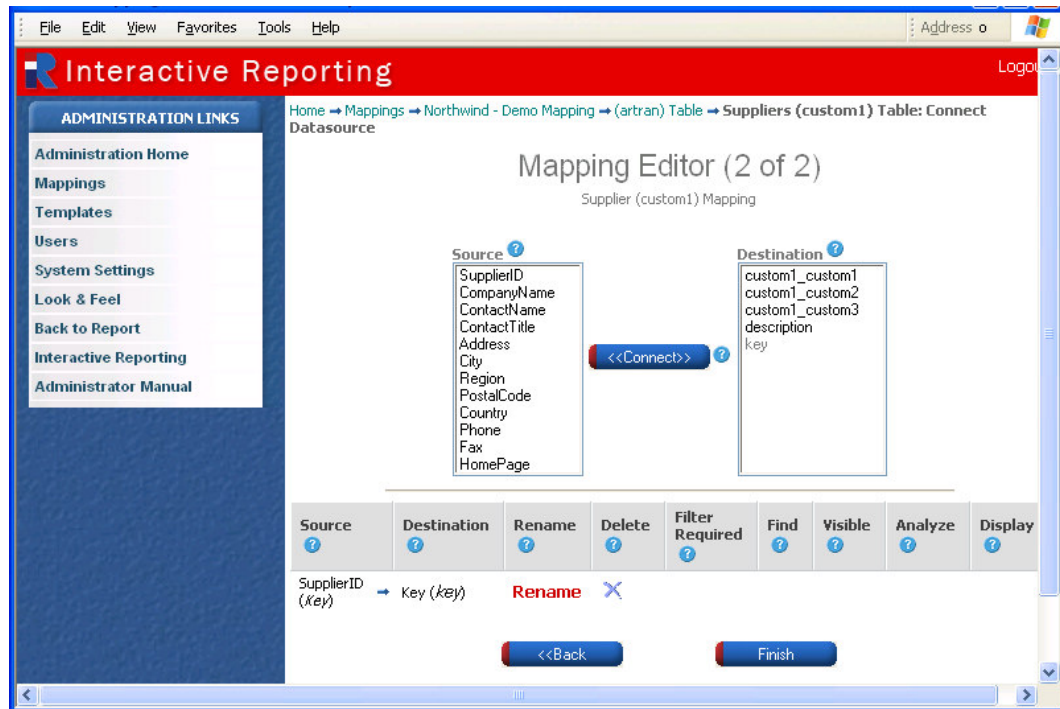 File Edit View Favorites Tools Help Address
Interactive Reporting
ADMINISTRATION LINKS
Administration Home
Mappings
Templates
Users
System Settings
Look & Feel
Back to Report
Interactive Reporting
Administrator Manual
Home → Mappings → Northwind - Demo Mapping → (artran) Table → Suppliers (custom1) Table: Connect
Datasource
Mapping Editor (2 of 2)
Supplier (custom1) Mapping
Source
SupplierID
CompanyName
ContactName
ContactTitle
Address
City
Region
PostalCode
Country
Phone
Fax
HomePage
<<Connect>>
Destination
custom1_custom1
custom1_custom2
custom1_custom3
description
key
Source Destination Rename Delete Filter Required Find Visible Analyze Display
SupplierID (Key) → Key (key) Rename
<<Back Finish